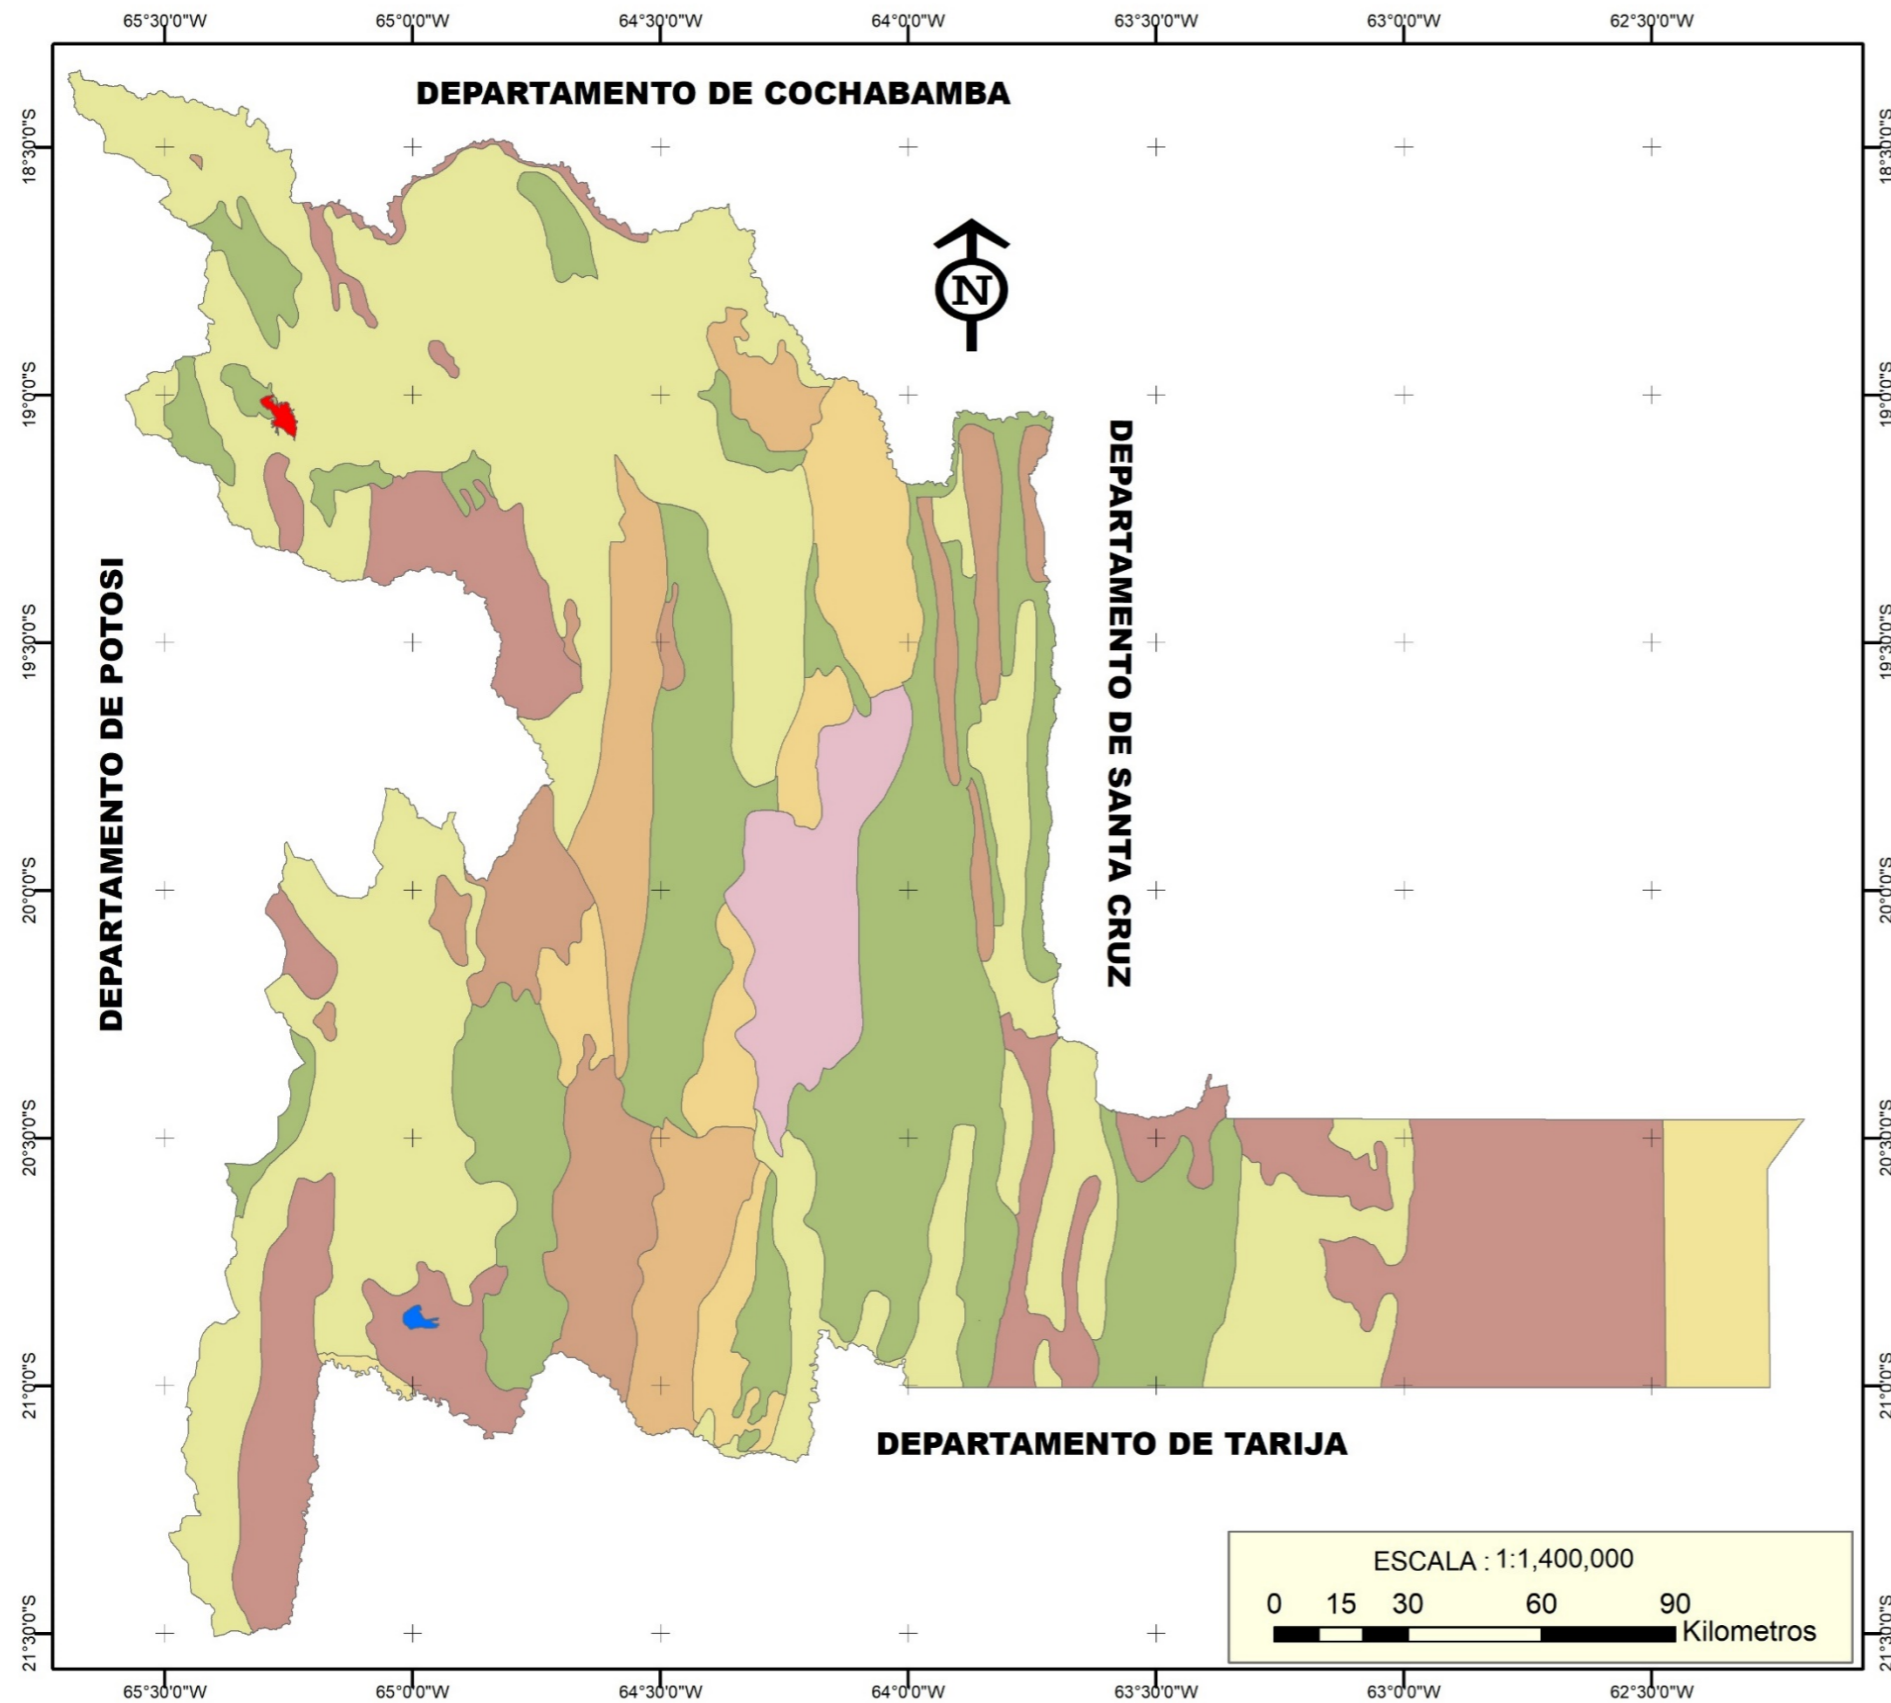 65°30'0"W 65°0'0"W 64°30'0"W 64°0'0"W 63°30'0"W 63°0'0"W 62°30'0"W
DEPARTAMENTO DE COCHABAMBA
18°30'0"S 18°30'0"S
N
19°0'0"S 19°0'0"S
DEPARTAMENTO DE SANTA CRUZ
DEPARTAMENTO DE POTOSI
19°30'0"S 19°30'0"S
20°0'0"S 20°0'0"S
20°30'0"S 20°30'0"S
21°0'0"S 21°0'0"S
DEPARTAMENTO DE TARIJA
ESCALA : 1:1,400,000
0 15 30 60 90
Kilometros
21°30'0"S 21°30'0"S
65°30'0"W 65°0'0"W 64°30'0"W 64°0'0"W 63°30'0"W 63°0'0"W 62°30'0"W